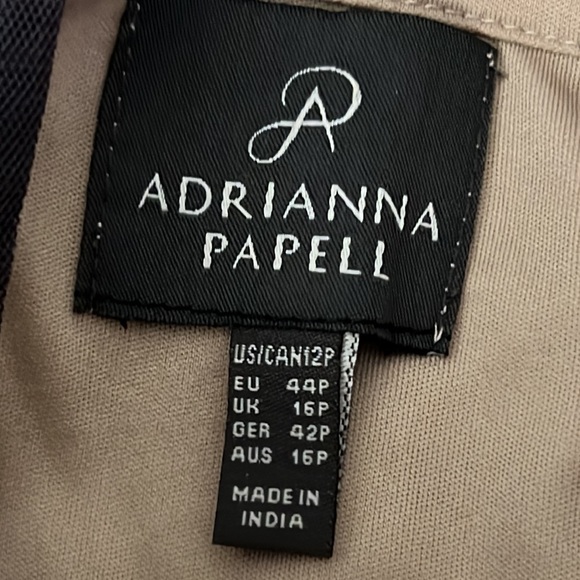 AP
ADRIANNA
PAPELL
US/CAN12P
EU 44P
UK 16P
GER 42P
AUS 16P
MADE IN
INDIA